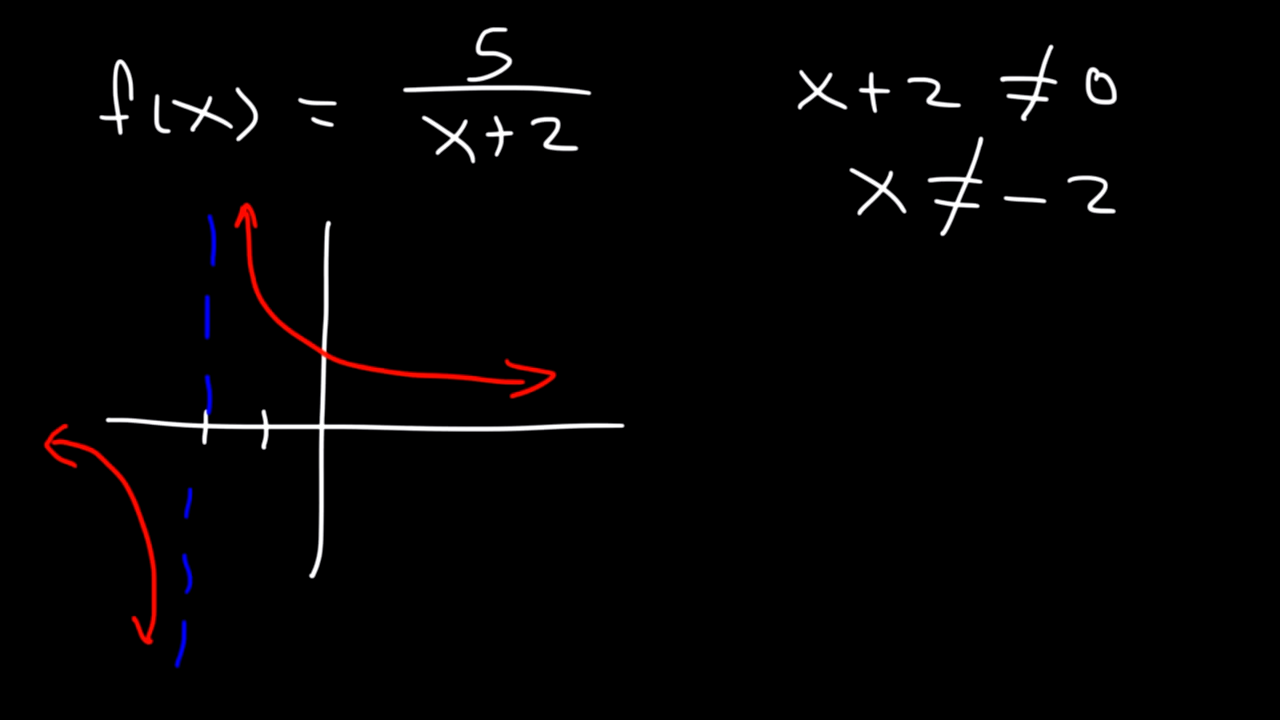 f(x) = 5/(x+2)
x+2 ≠ 0
x ≠ -2